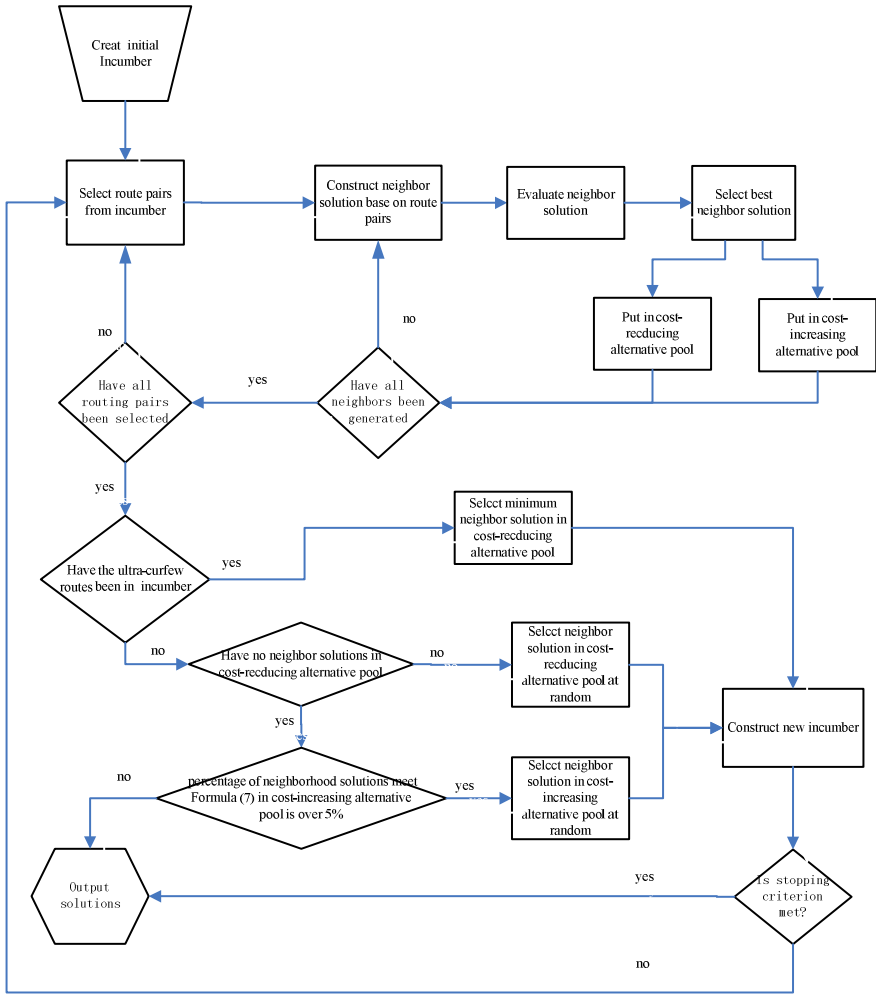 Creat initial
Incumber
Select route pairs
from incumber
Construct neighbor
solution base on route
pairs
Evaluate neighbor
solution
Select best
neighbor solution
Put in cost-
recducing
alternative pool
Put in cost-
increasing
alternative pool
no
no
Have all
routing pairs
been selected
yes
Have all
neighbors been
generated
yes
Select minimum
neighbor solution in
cost-recducing
alternative pool
Have the ultra-curfew
routes been in incumber
yes
no
Have no neighbor solutions in
cost-recducing alternative pool
no
Select neighbor
solution in cost-
recducing
alternative pool at
random
yes
Construct new incumber
no
percentage of neighborhood solutions meet
Formula (7) in cost-increasing alternative
pool is over 5%
yes
Select neighbor
solution in cost-
increasing
alternative pool at
random
Output
solutions
yes
Is stopping
criterion
met?
no